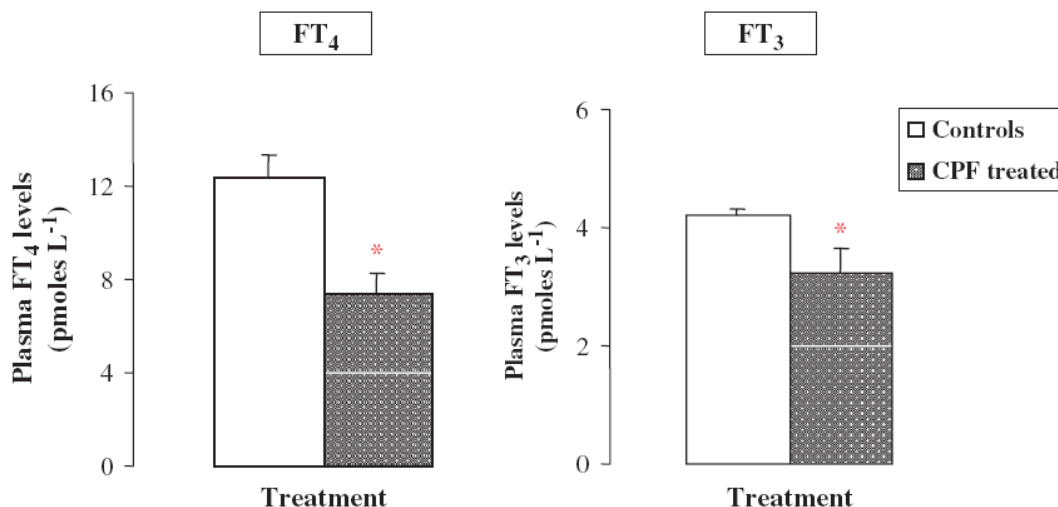 FT4
16
12
8
4
0
Plasma FT4 levels
(pmoles L-1)
*
Treatment
FT3
6
4
2
0
Plasma FT3 levels
(pmoles L-1)
*
Treatment
Controls
CPF treated